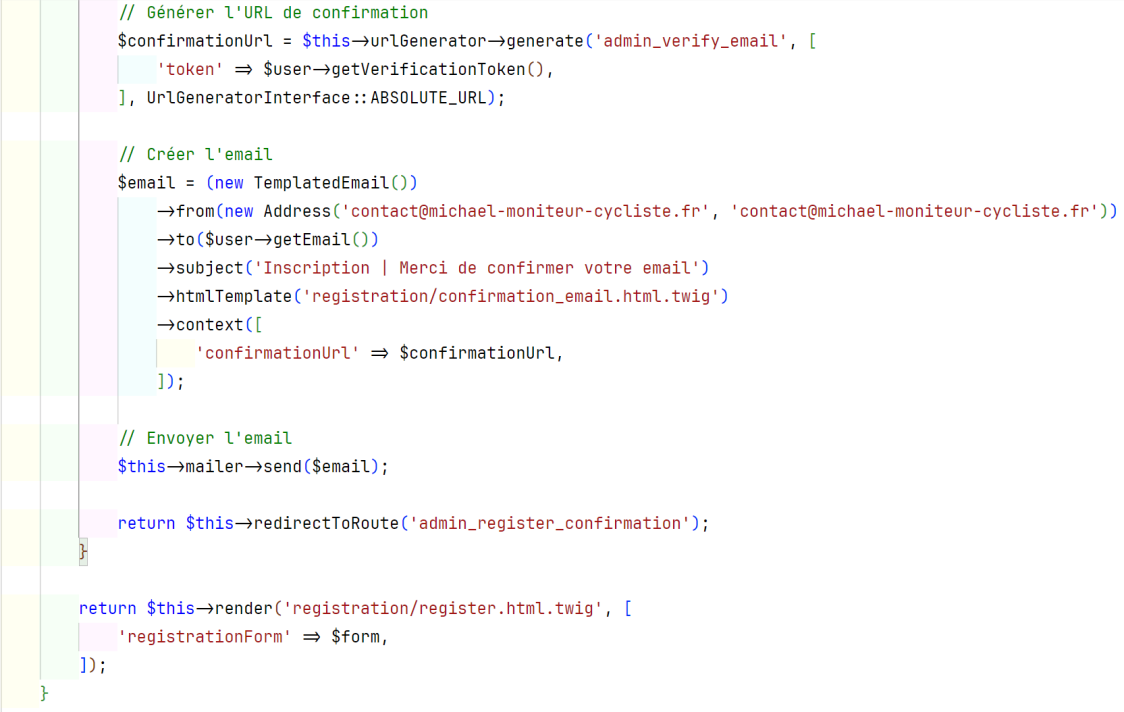 // Générer l'URL de confirmation
$confirmationUrl = $this->urlGenerator->generate('admin_verify_email', [
'token' => $user->getVerificationToken(),
], UrlGeneratorInterface::ABSOLUTE_URL);
// Créer l'email
$email = (new TemplatedEmail())
->from(new Address('contact@michael-moniteur-cycliste.fr', 'contact@michael-moniteur-cycliste.fr'))
->to($user->getEmail())
->subject('Inscription | Merci de confirmer votre email')
->htmlTemplate('registration/confirmation_email.html.twig')
->context([
'confirmationUrl' => $confirmationUrl,
]);
// Envoyer l'email
$this->mailer->send($email);
return $this->redirectToRoute('admin_register_confirmation');
}
return $this->render('registration/register.html.twig', [
'registrationForm' => $form,
]);
}